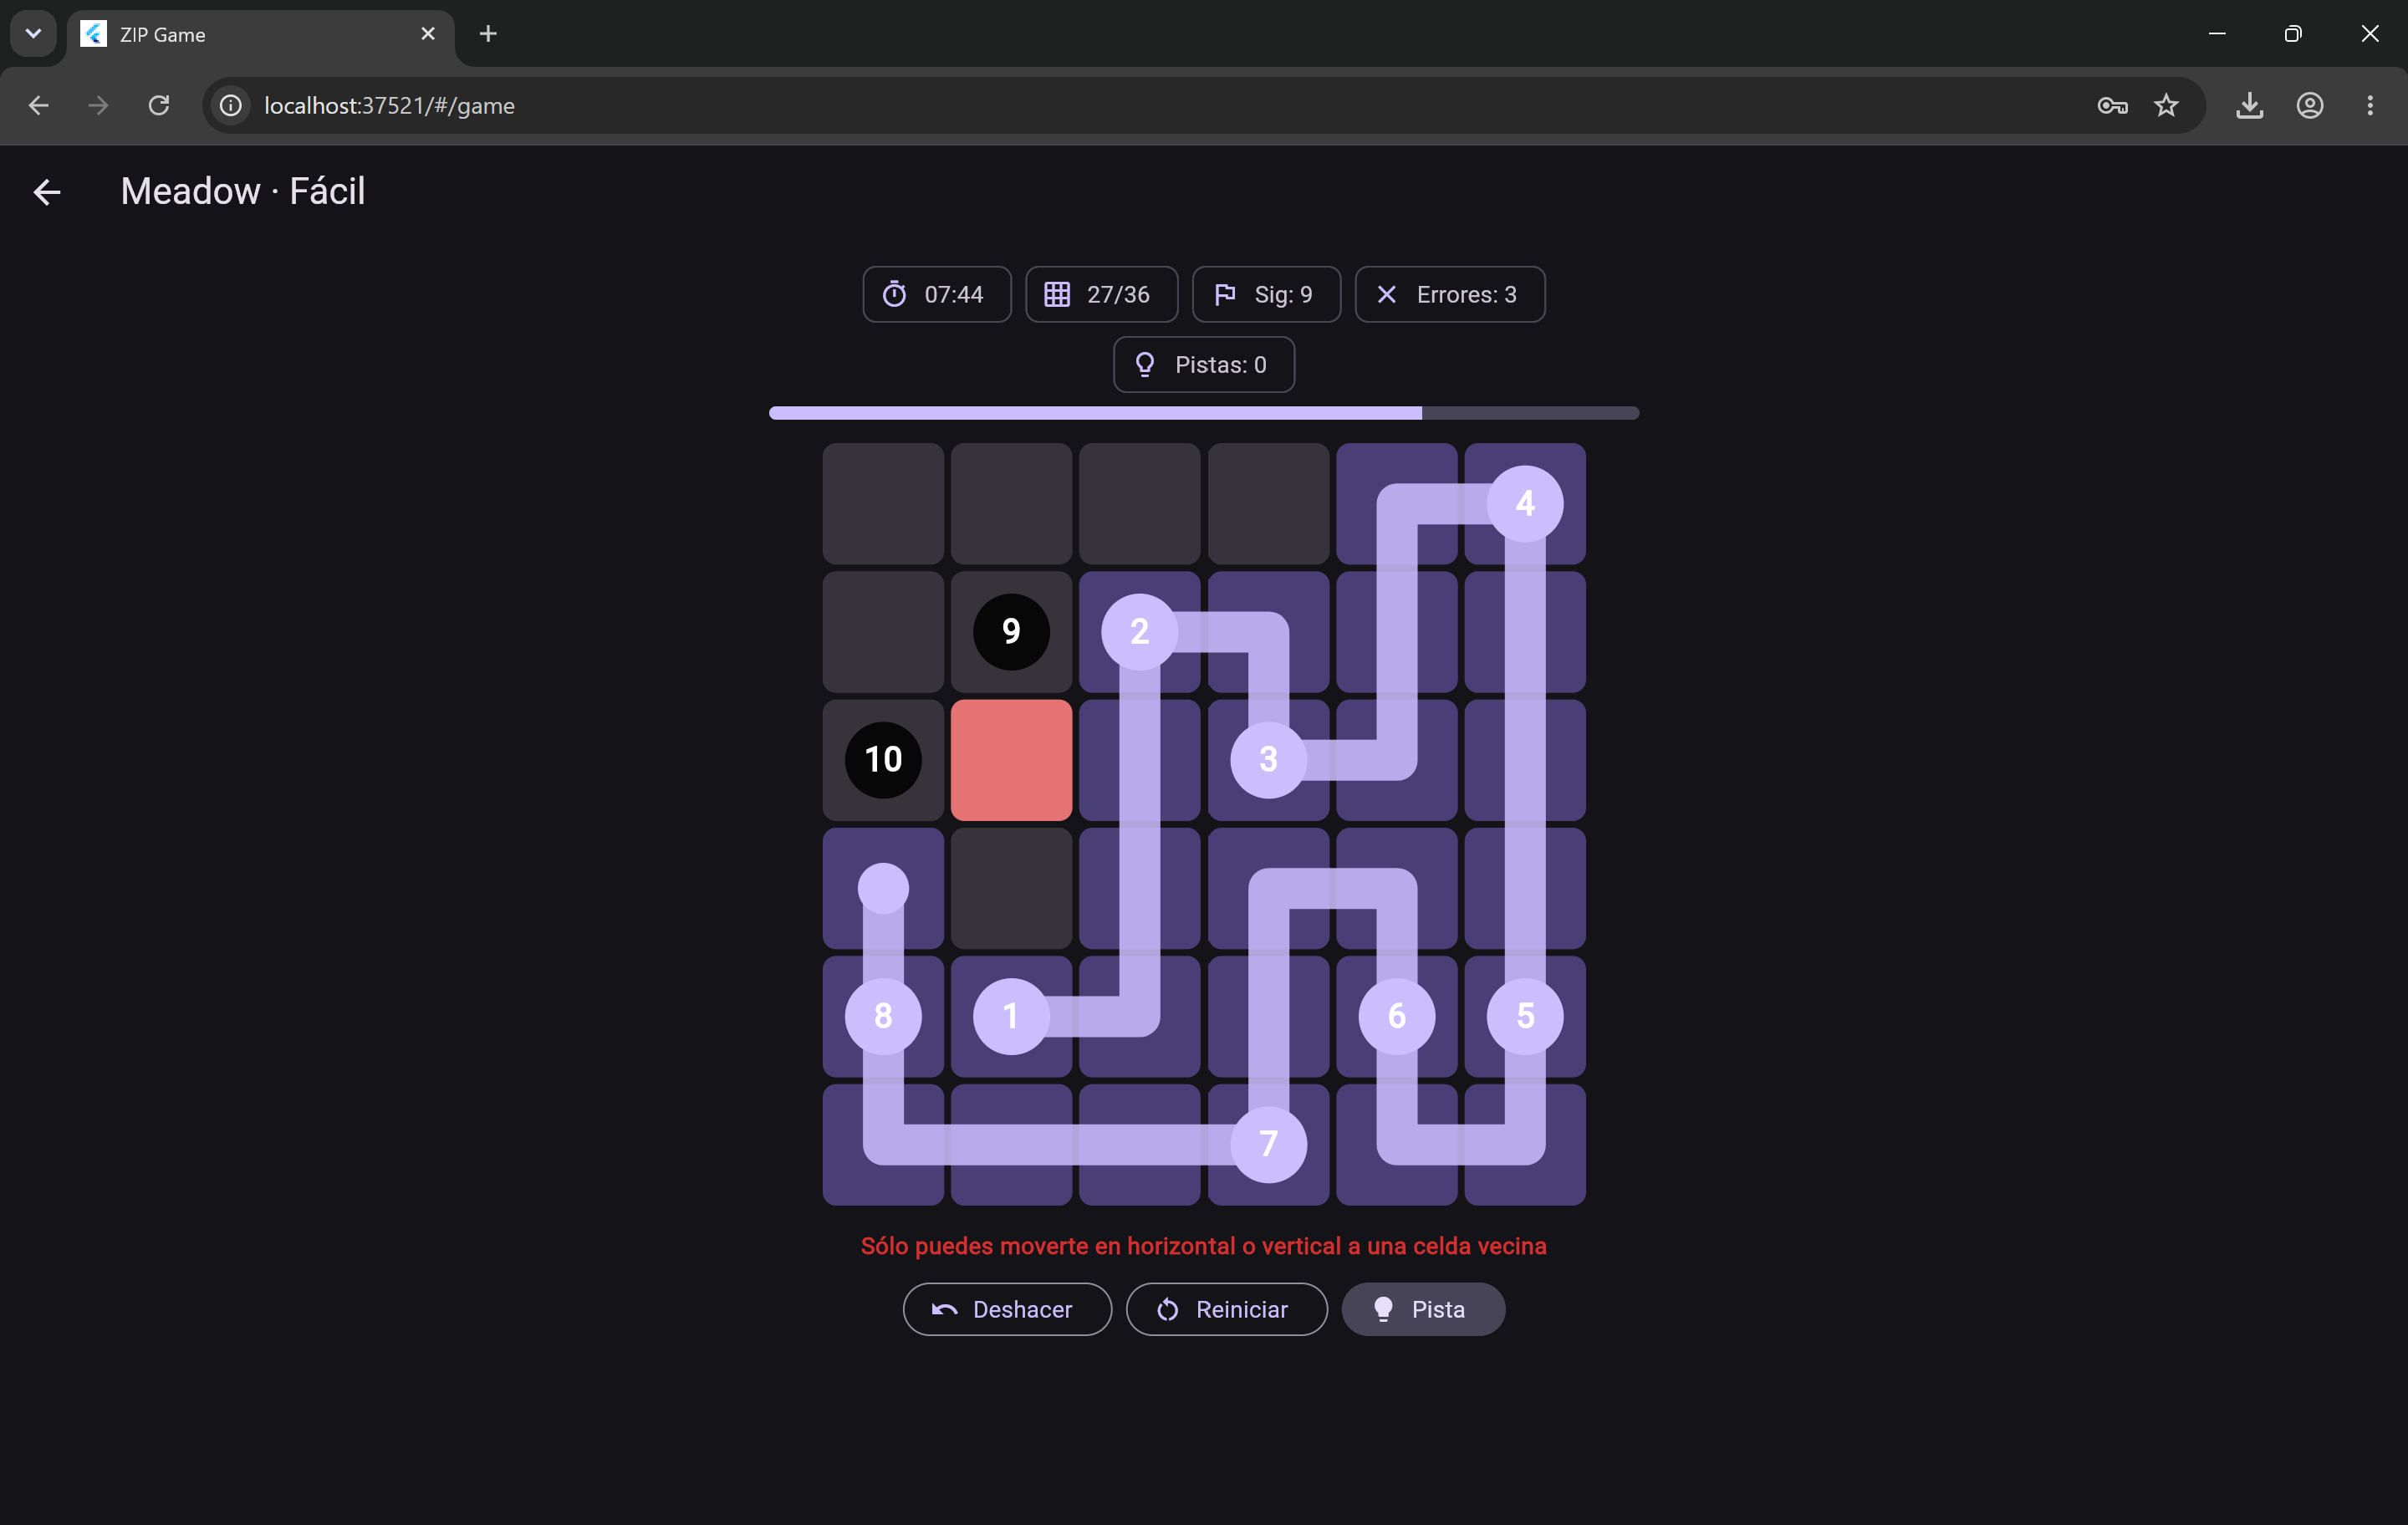 ZIP Game
localhost:37521/#/game
Meadow · Fácil
07:44
27/36
Sig: 9
Errores: 3
Pistas: 0
4
9
2
10
3
8
1
6
5
7
Sólo puedes moverte en horizontal o vertical a una celda vecina
Deshacer
Reiniciar
Pista